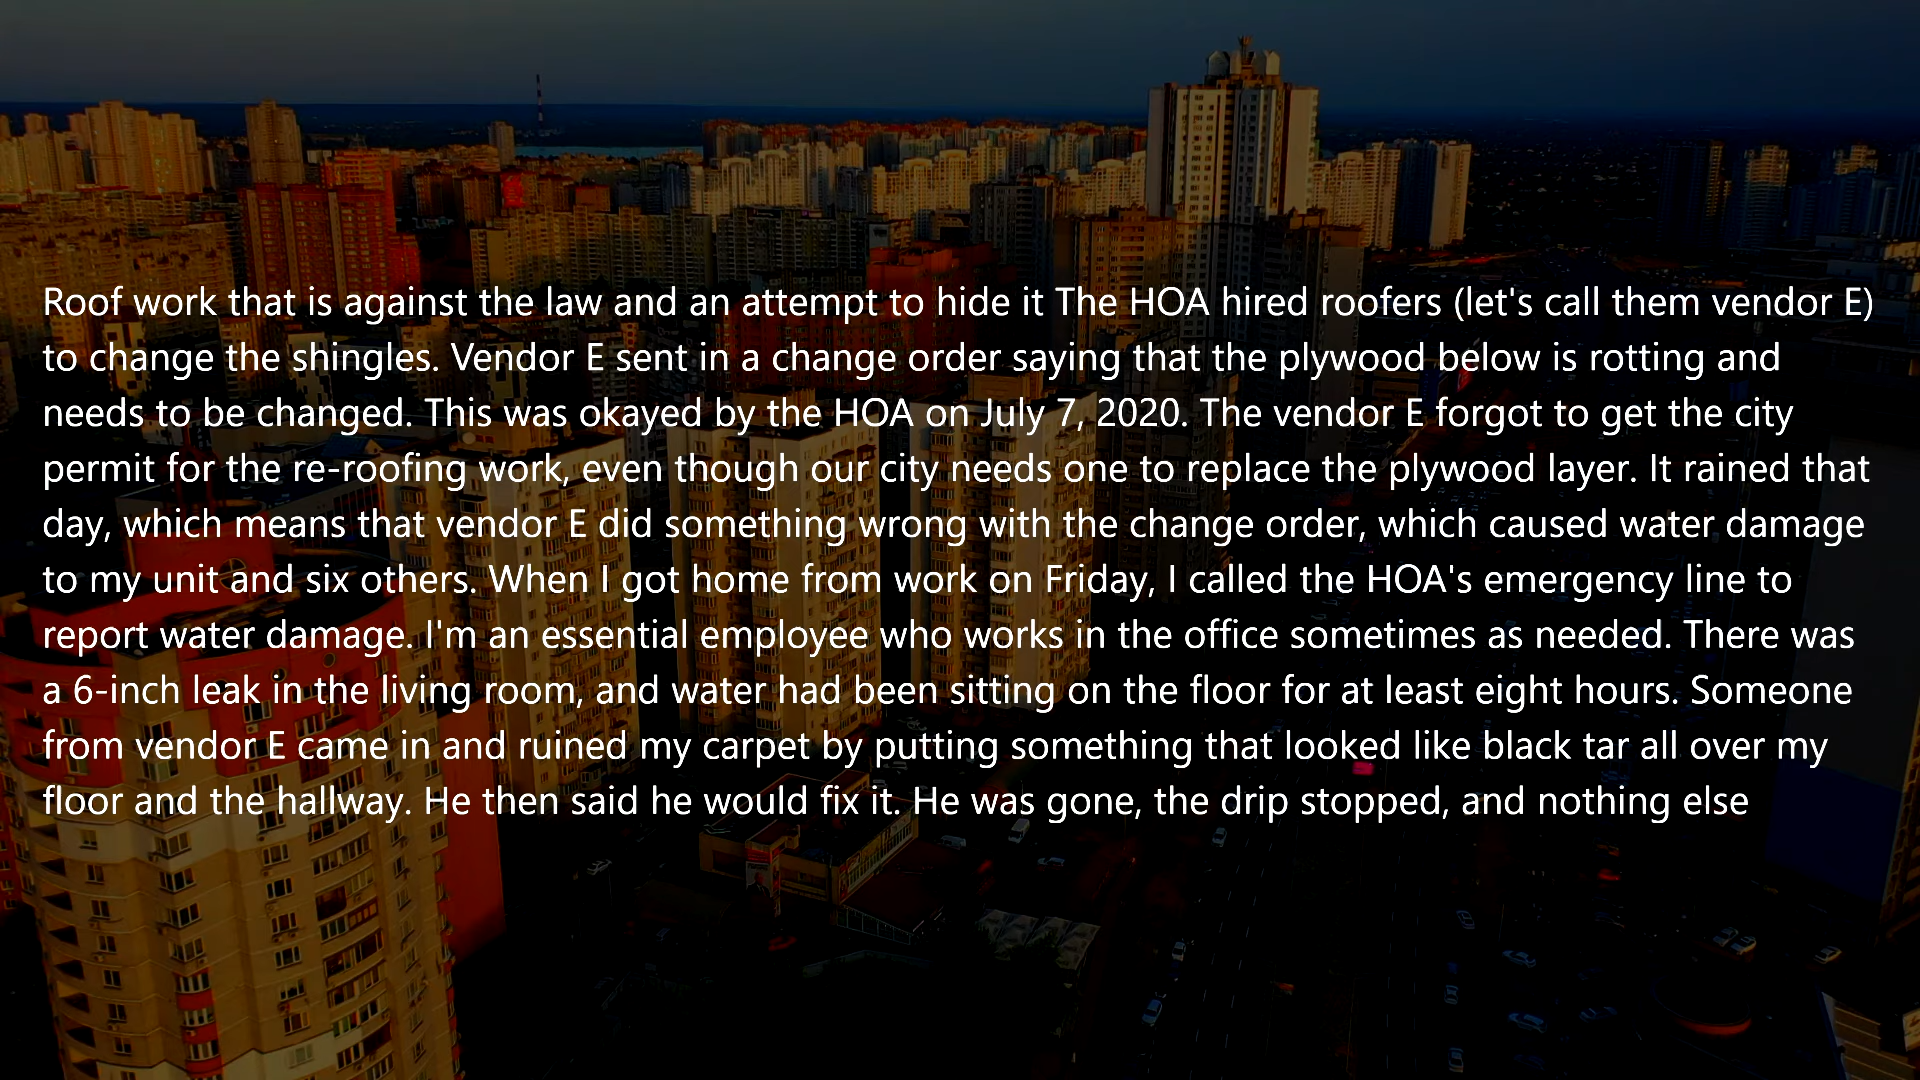 Roof work that is against the law and an attempt to hide it The HOA hired roofers (let's call them vendor E)
to change the shingles. Vendor E sent in a change order saying that the plywood below is rotting and
needs to be changed. This was okayed by the HOA on July 7, 2020. The vendor E forgot to get the city
permit for the re-roofing work, even though our city needs one to replace the plywood layer. It rained that
day, which means that vendor E did something wrong with the change order, which caused water damage
to my unit and six others. When I got home from work on Friday, I called the HOA's emergency line to
report water damage. I'm an essential employee who works in the office sometimes as needed. There was
a 6-inch leak in the living room, and water had been sitting on the floor for at least eight hours. Someone
from vendor E came in and ruined my carpet by putting something that looked like black tar all over my
floor and the hallway. He then said he would fix it. He was gone, the drip stopped, and nothing else